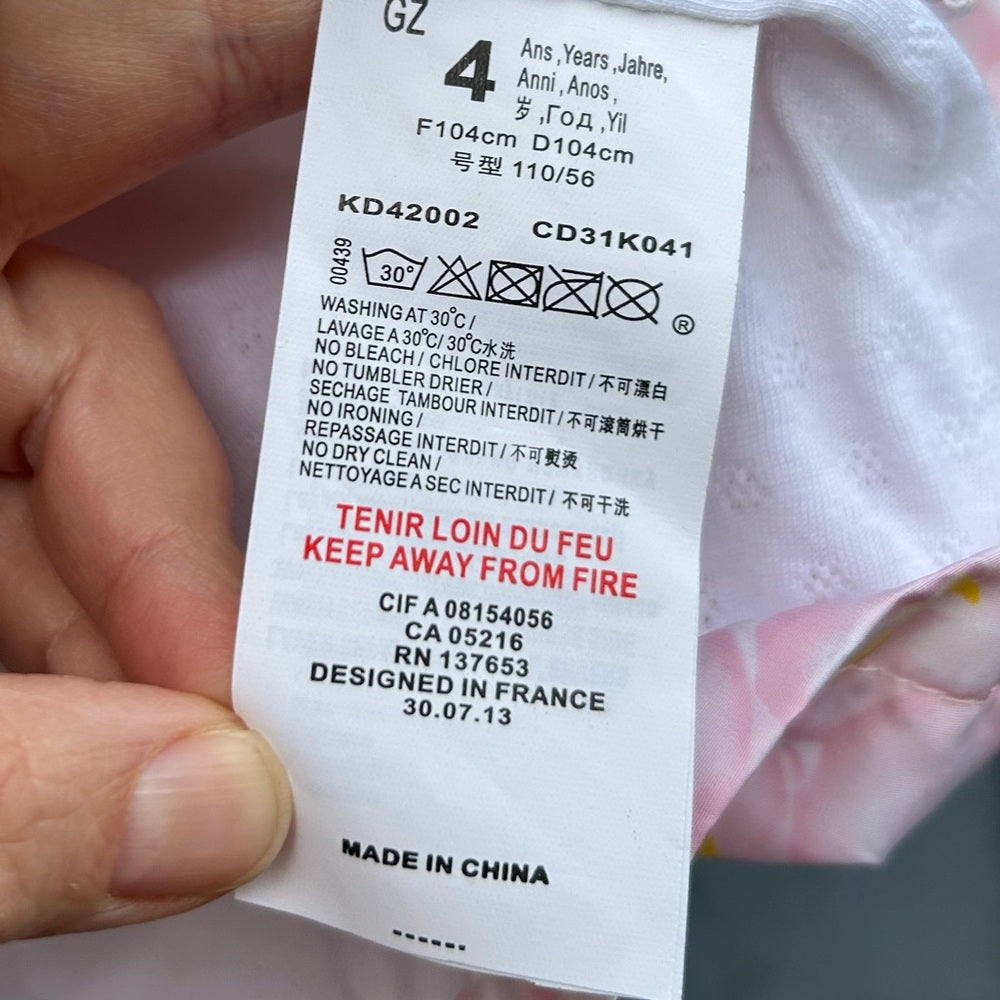 GZ
4
Ans ,Years ,Jahre,
Anni , Anos ,
岁 ,Год ,Yil
F104cm D104cm
号型 110/56
KD42002 CD31K041
00439
30°
®
WASHING AT 30°C /
LAVAGE A 30°C/ 30°C水洗
NO BLEACH / CHLORE INTERDIT / 不可漂白
NO TUMBLER DRIER /
SECHAGE TAMBOUR INTERDIT / 不可滚筒烘干
NO IRONING /
REPASSAGE INTERDIT / 不可熨烫
NO DRY CLEAN /
NETTOYAGE A SEC INTERDIT / 不可干洗
TENIR LOIN DU FEU
KEEP AWAY FROM FIRE
CIF A 08154056
CA 05216
RN 137653
DESIGNED IN FRANCE
30.07.13
MADE IN CHINA
------